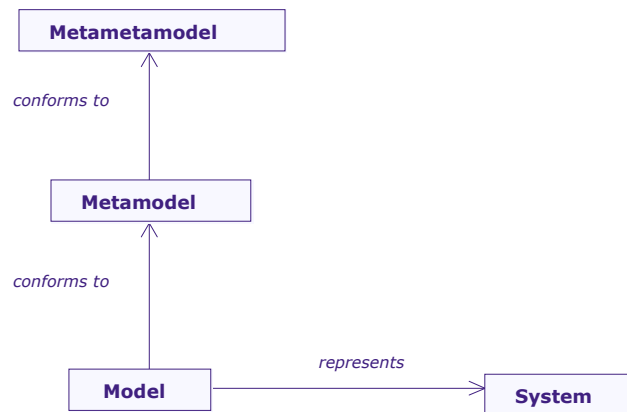 Metametamodel
conforms to
Metamodel
conforms to
represents
Model
System